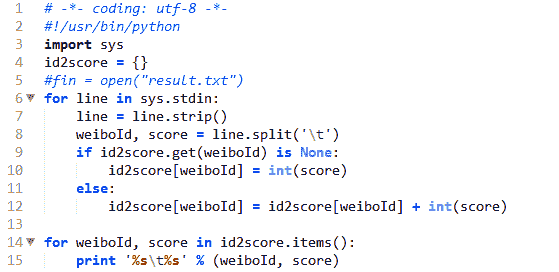 1 # -*- coding: utf-8 -*-
2 #!/usr/bin/python
3 import sys
4 id2score = {}
5 #fin = open("result.txt")
6 for line in sys.stdin:
7     line = line.strip()
8     weiboId, score = line.split('\t')
9     if id2score.get(weiboId) is None:
10         id2score[weiboId] = int(score)
11     else:
12         id2score[weiboId] = id2score[weiboId] + int(score)
13
14 for weiboId, score in id2score.items():
15     print '%s\t%s' % (weiboId, score)